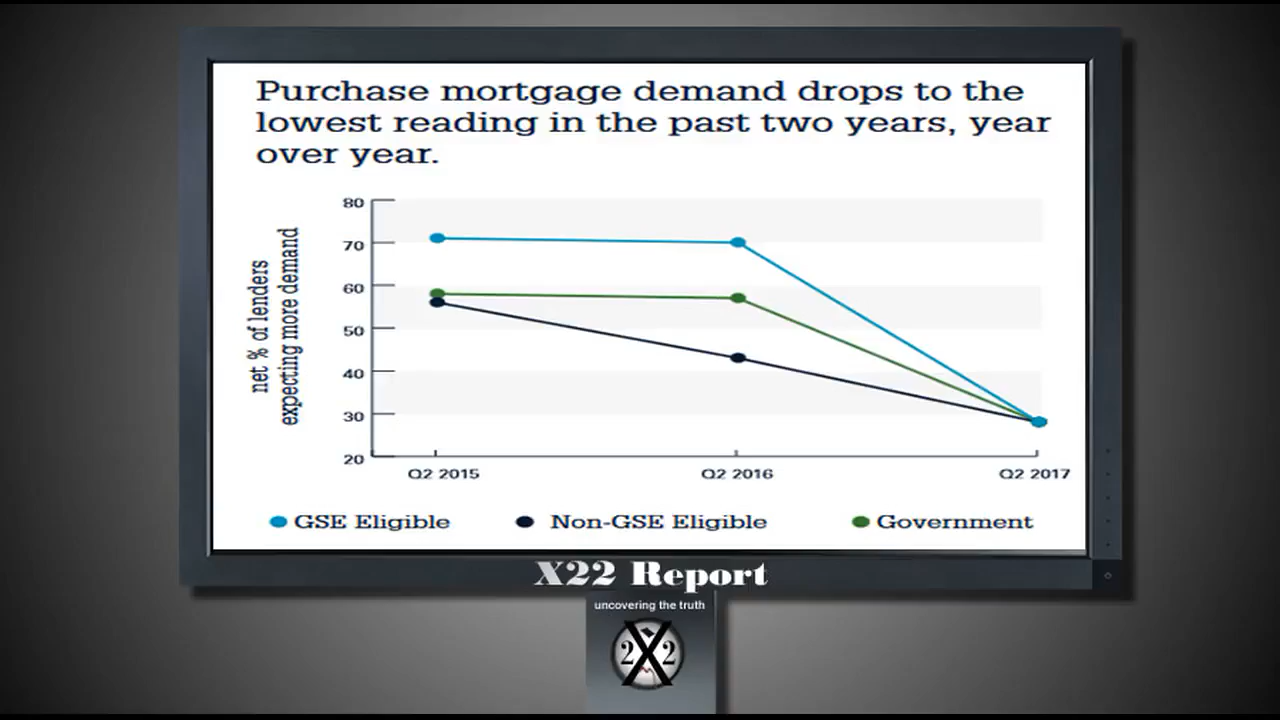 Purchase mortgage demand drops to the
lowest reading in the past two years, year
over year.
net % of lenders
expecting more demand
80
70
60
50
40
30
20
Q2 2015
Q2 2016
Q2 2017
GSE Eligible
Non-GSE Eligible
Government
X22 Report
uncovering the truth
2X2